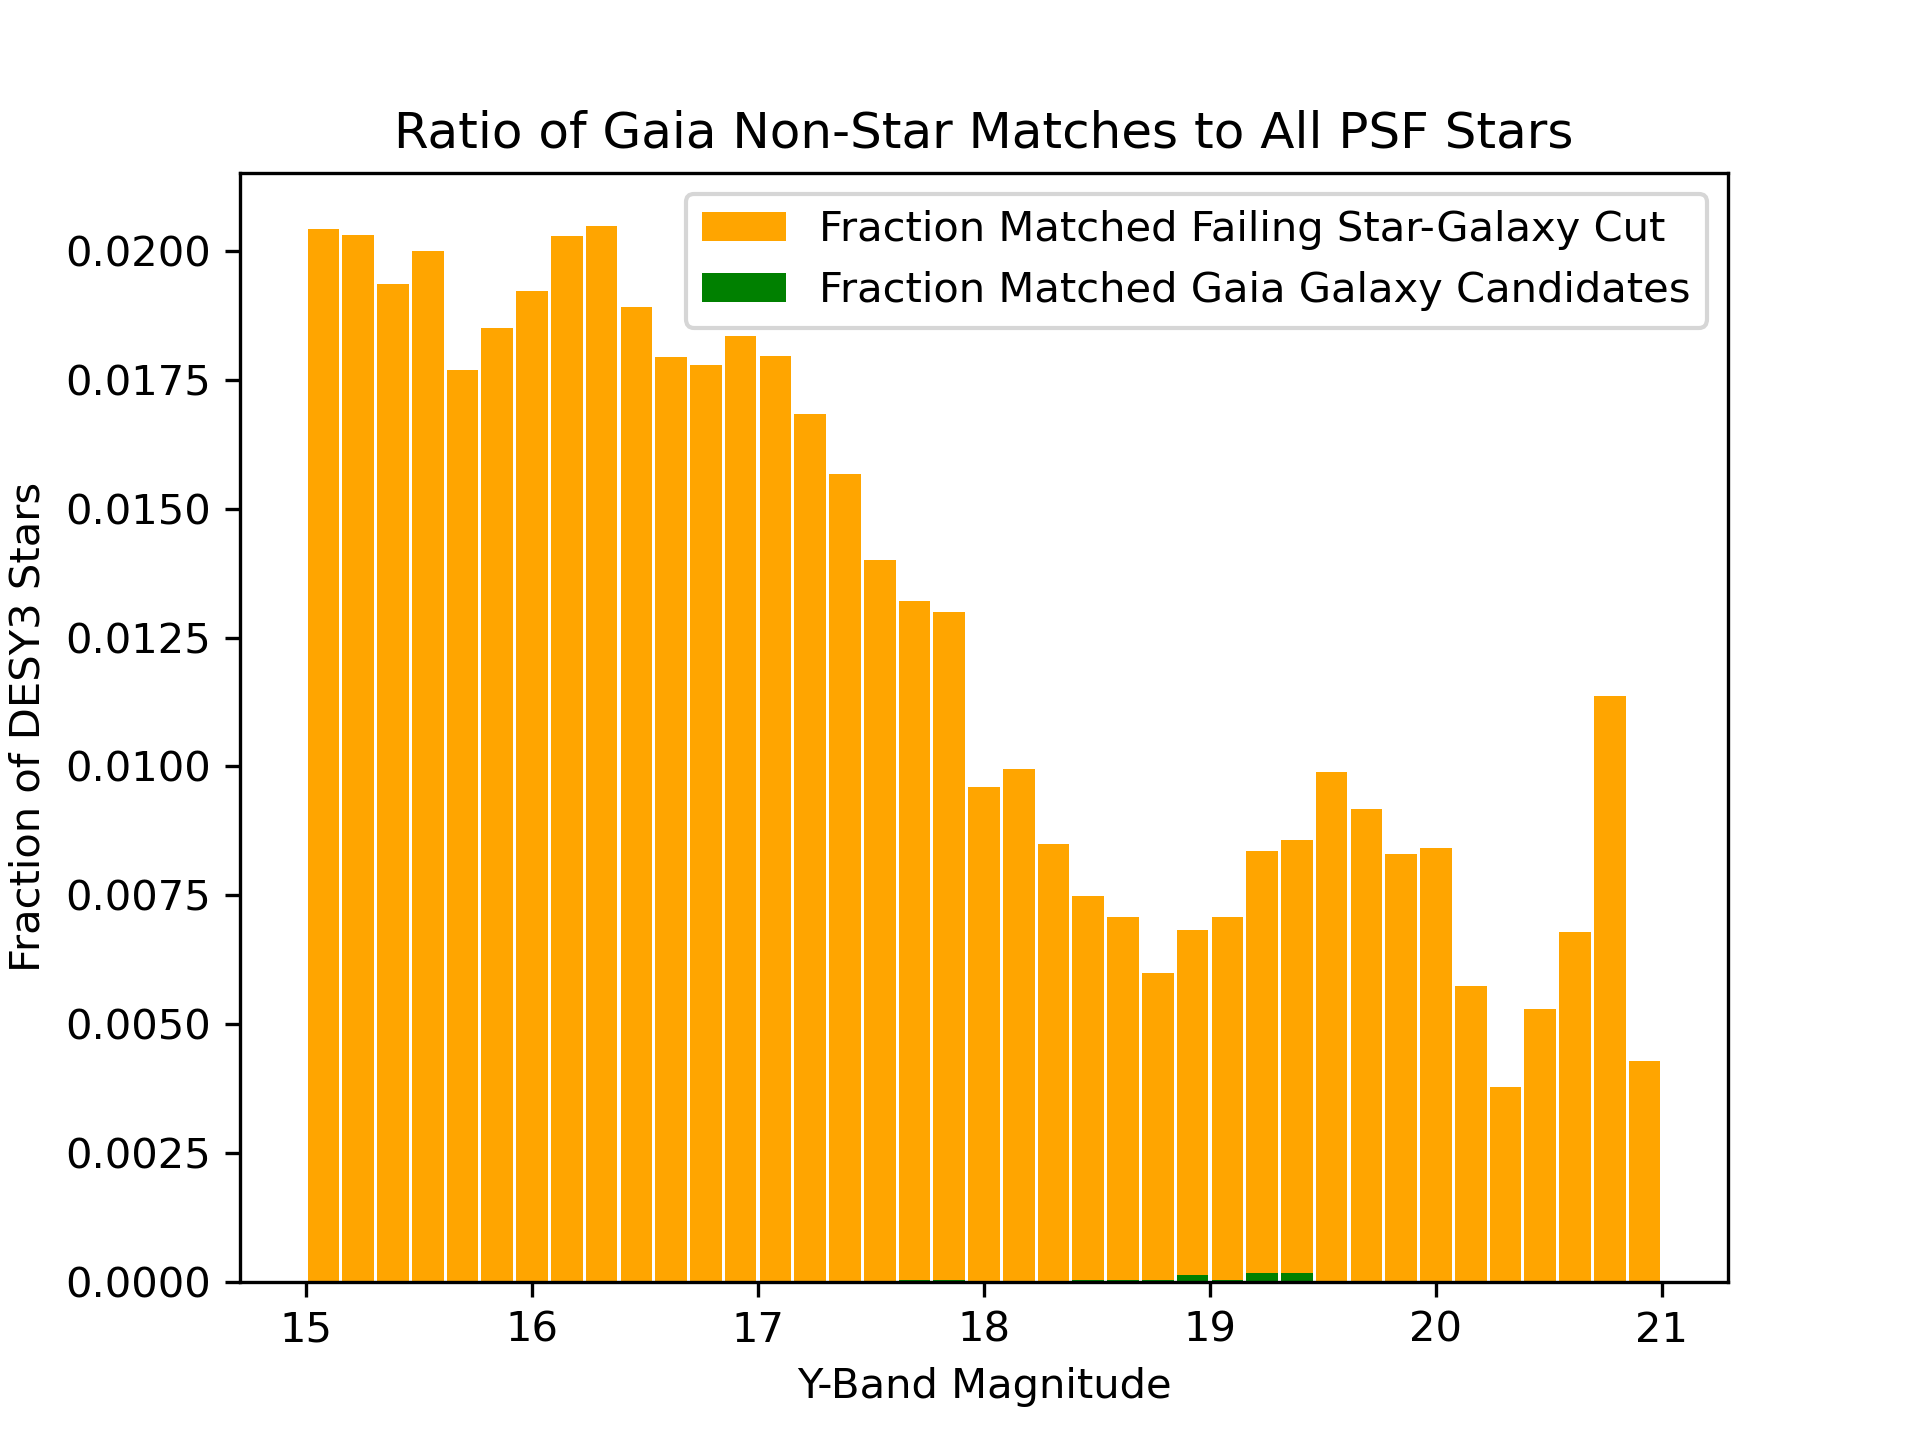 Ratio of Gaia Non-Star Matches to All PSF Stars
Fraction Matched Failing Star-Galaxy Cut
Fraction Matched Gaia Galaxy Candidates
Fraction of DESY3 Stars
0.0200
0.0175
0.0150
0.0125
0.0100
0.0075
0.0050
0.0025
0.0000
15 16 17 18 19 20 21
Y-Band Magnitude